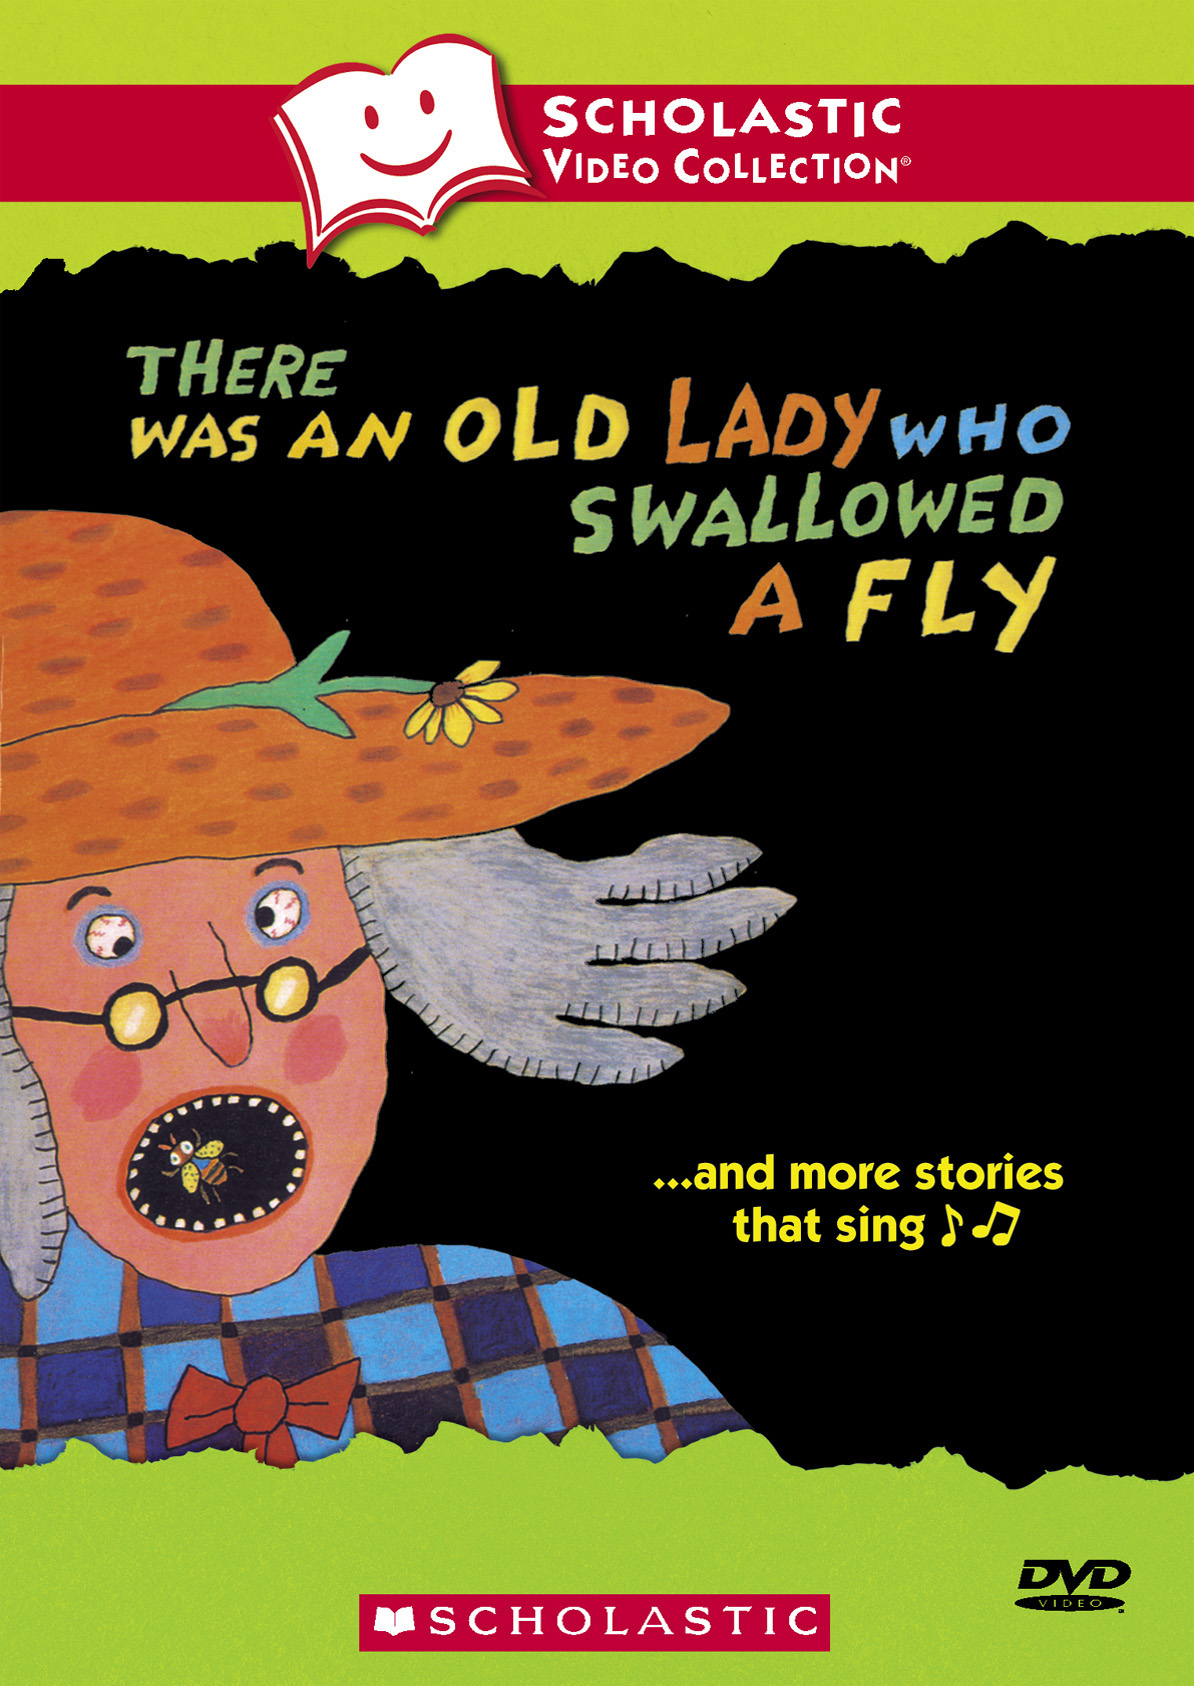 SCHOLASTIC
VIDEO COLLECTION®
THERE
WAS AN OLD LADY WHO
SWALLOWED
A FLY
...and more stories
that sing
DVD
VIDEO
SCHOLASTIC